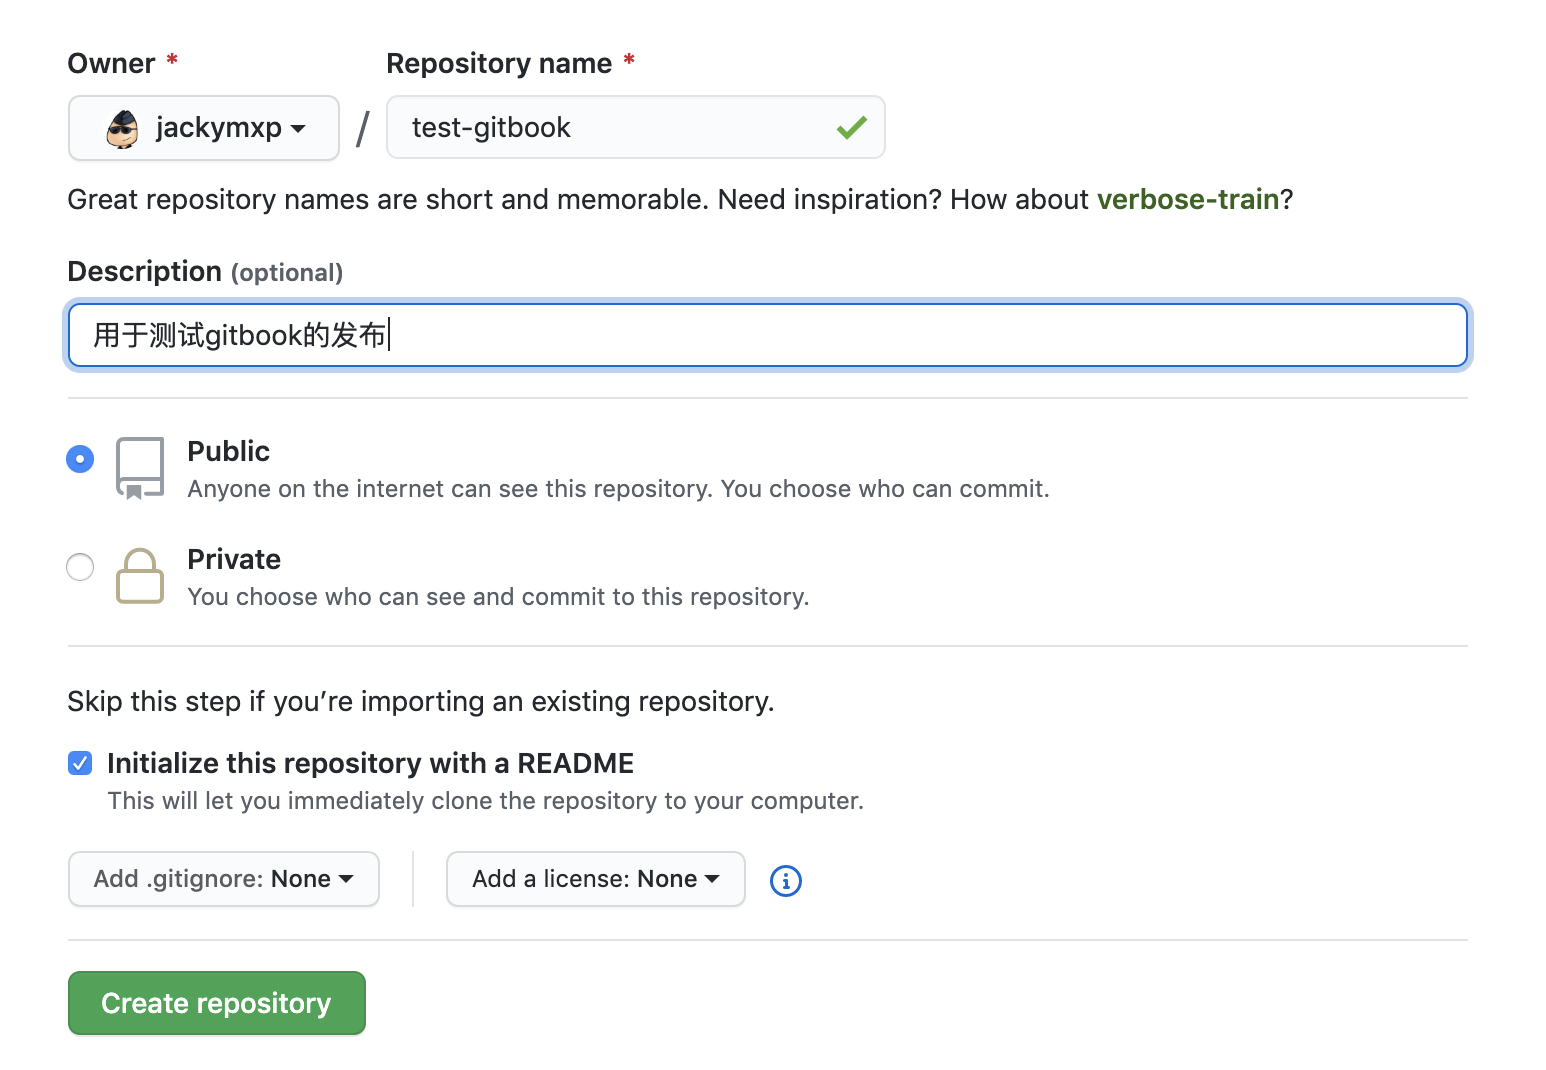 Owner * Repository name *
jackymxp / test-gitbook
Great repository names are short and memorable. Need inspiration? How about verbose-train?
Description (optional)
用于测试gitbook的发布
Public
Anyone on the internet can see this repository. You choose who can commit.
Private
You choose who can see and commit to this repository.
Skip this step if you’re importing an existing repository.
Initialize this repository with a README
This will let you immediately clone the repository to your computer.
Add .gitignore: None Add a license: None
Create repository